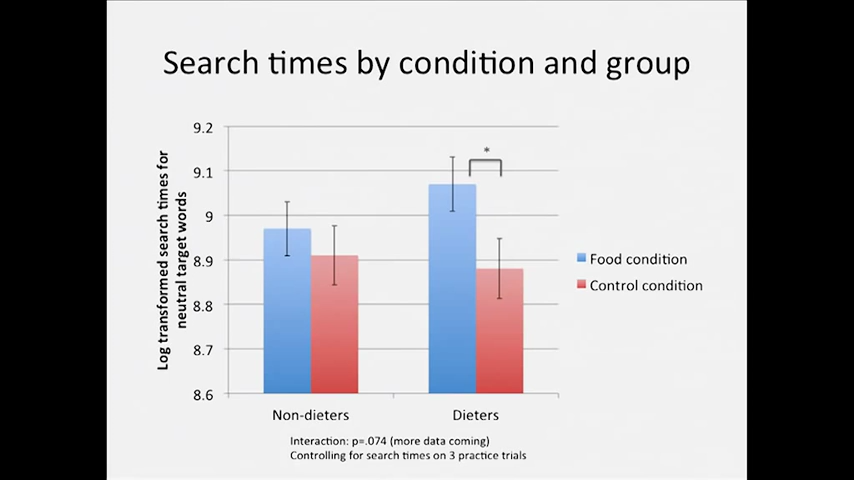 Search times by condition and group
Log transformed search times for
neutral target words
9.2
9.1
9
8.9
8.8
8.7
8.6
*
Food condition
Control condition
Non-dieters
Dieters
Interaction: p=.074 (more data coming)
Controlling for search times on 3 practice trials